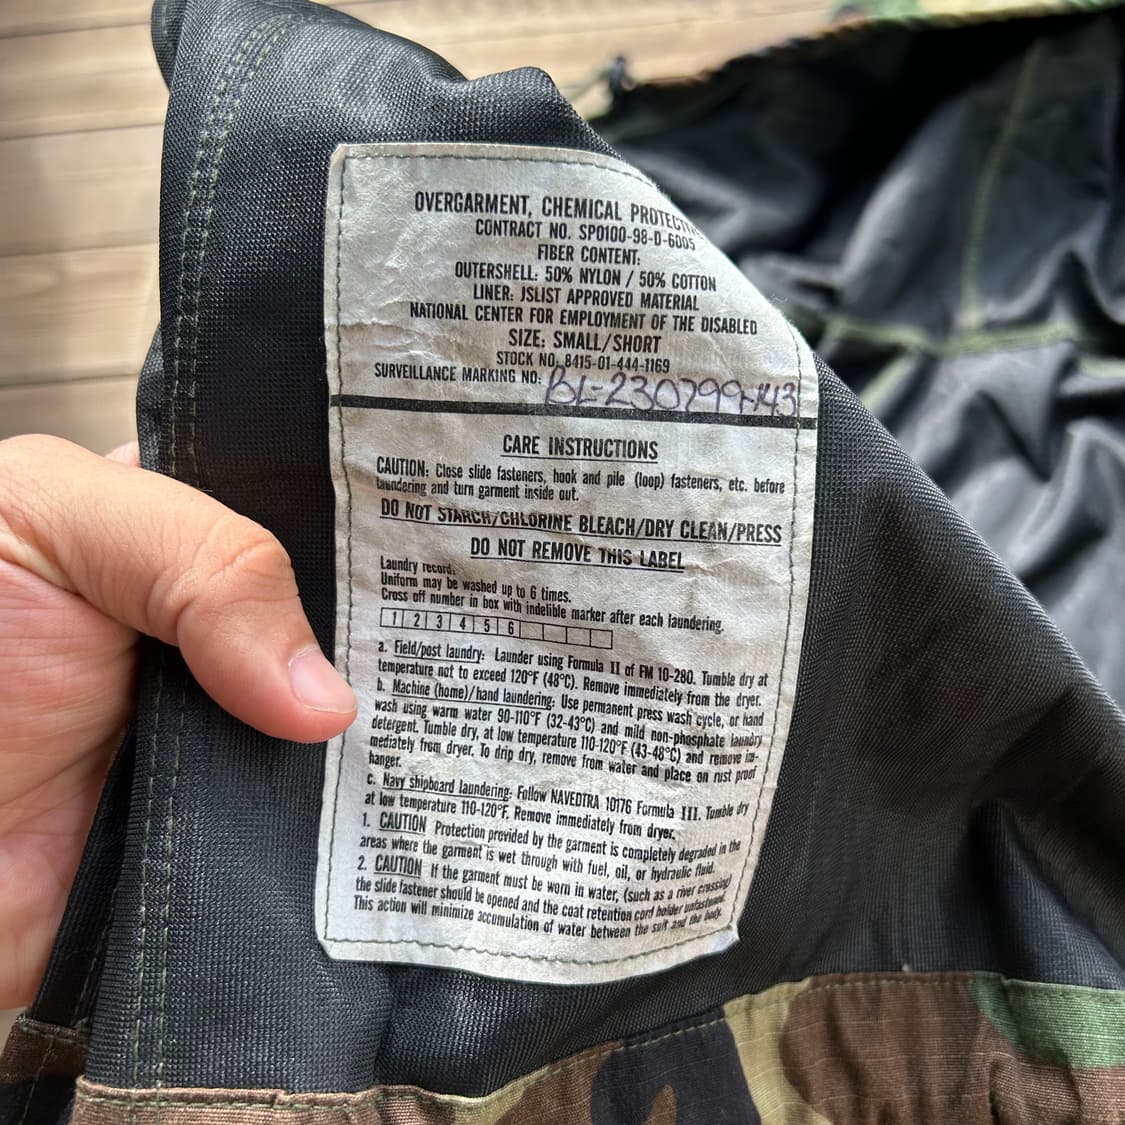 OVERGARMENT, CHEMICAL PROTECTIV
CONTRACT NO. SPO100-98-D-6005
FIBER CONTENT:
OUTERSHELL: 50% NYLON / 50% COTTON
LINER: JSLIST APPROVED MATERIAL
NATIONAL CENTER FOR EMPLOYMENT OF THE DISABLED
SIZE: SMALL/SHORT
STOCK NO. 8415-01-444-1169
SURVEILLANCE MARKING NO: BL-230799-143
CARE INSTRUCTIONS
CAUTION: Close slide fasteners, hook and pile (loop) fasteners, etc. before
laundering and turn garment inside out.
DO NOT STARCH/CHLORINE BLEACH/DRY CLEAN/PRESS
DO NOT REMOVE THIS LABEL
Laundry record:
Uniform may be washed up to 6 times.
Cross off number in box with indelible marker after each laundering.
1 2 3 4 5 6
a. Field/post laundry: Launder using Formula II of FM 10-280. Tumble dry at
temperature not to exceed 120°F (48°C). Remove immediately from the dryer.
b. Machine (home)/hand laundering: Use permanent press wash cycle, or hand
wash using warm water 90-110°F (32-43°C) and mild non-phosphate laundry
detergent. Tumble dry, at low temperature 110-120°F (43-48°C) and remove im-
mediately from dryer. To drip dry, remove from water and place on rust proof
hanger.
c. Navy shipboard laundering: Follow NAVEDTRA 10176 Formula III. Tumble dry
at low temperature 110-120°F. Remove immediately from dryer.
1. CAUTION Protection provided by the garment is completely degraded in the
areas where the garment is wet through with fuel, oil, or hydraulic fluid.
2. CAUTION If the garment must be worn in water, (such as a river crossing)
the slide fastener should be opened and the coat retention cord holder unfastened.
This action will minimize accumulation of water between the suit and the body.